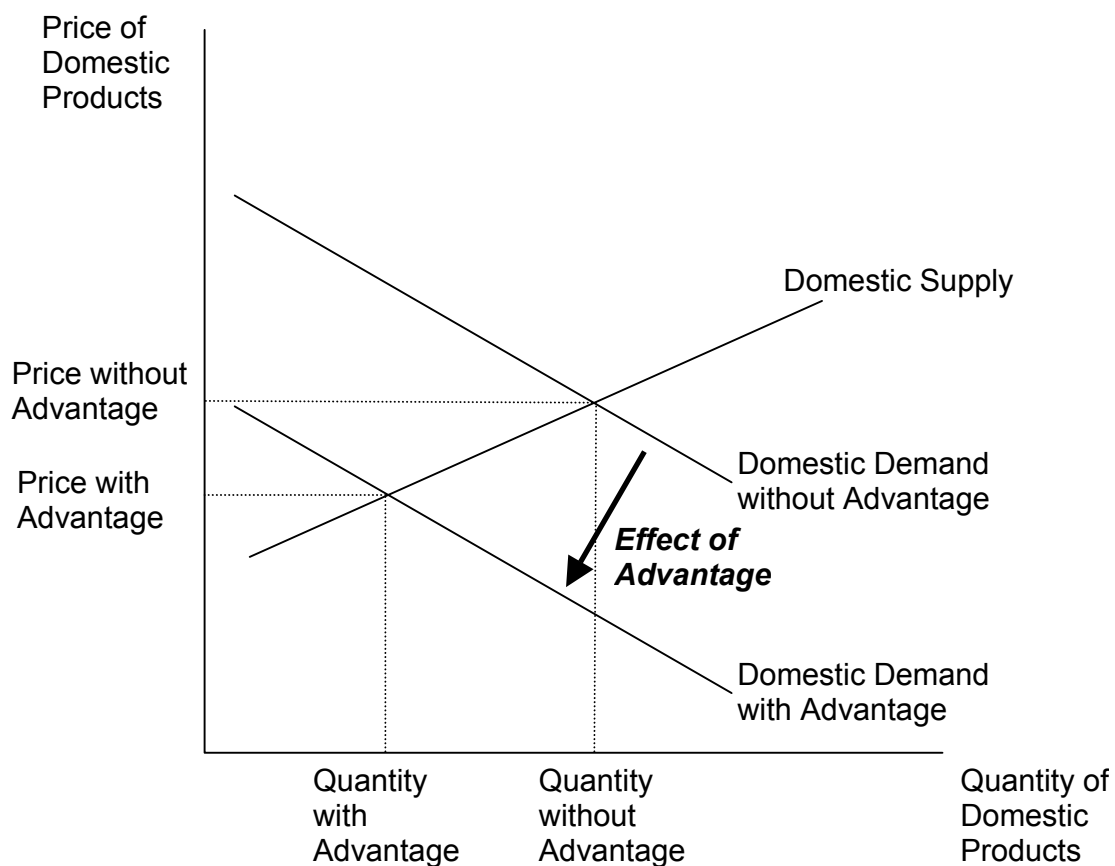 Price of
Domestic
Products
Domestic Supply
Price without
Advantage
Domestic Demand
without Advantage
Price with
Advantage
Effect of
Advantage
Domestic Demand
with Advantage
Quantity
with
Advantage
Quantity
without
Advantage
Quantity of
Domestic
Products